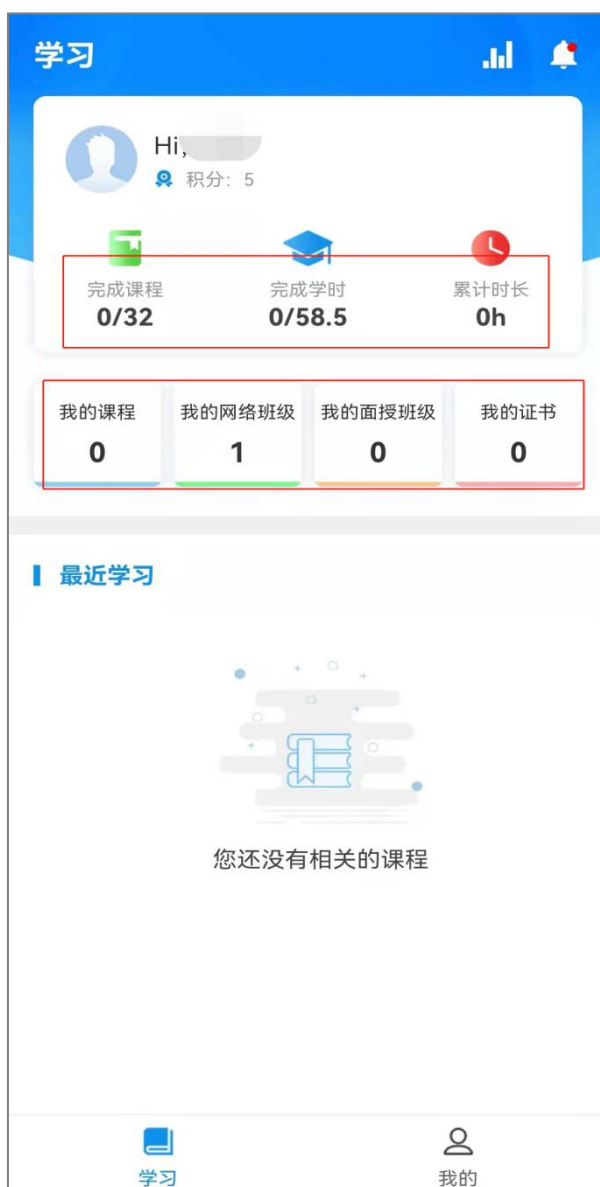 学习
Hi,
积分: 5
完成课程 完成学时 累计时长
0/32 0/58.5 0h
我的课程 我的网络班级 我的面授班级 我的证书
0 1 0 0
最近学习
您还没有相关的课程
学习 我的